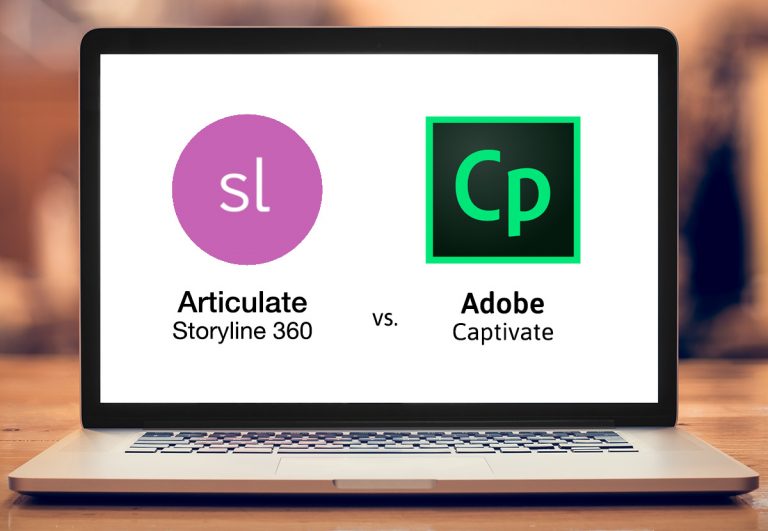 sl
Cp
Articulate
Storyline 360
vs.
Adobe
Captivate